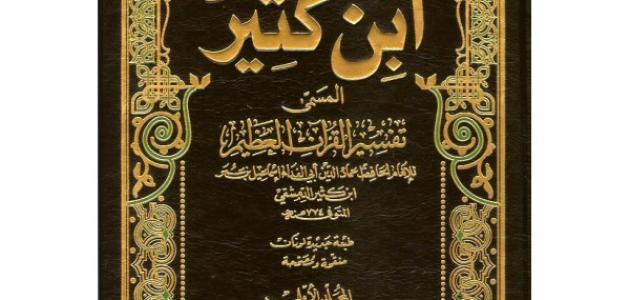 ابن كثير
المسمى
تفسير القرآن العظيم
للإمام الحافظ عماد الدين أبي الفداء إسماعيل بن عمر
ابن كثير الدمشقي
المتوفى ٧٧٤ هـ
طبعة جديدة لونان
منقحة ومصححة
المجلد الأول